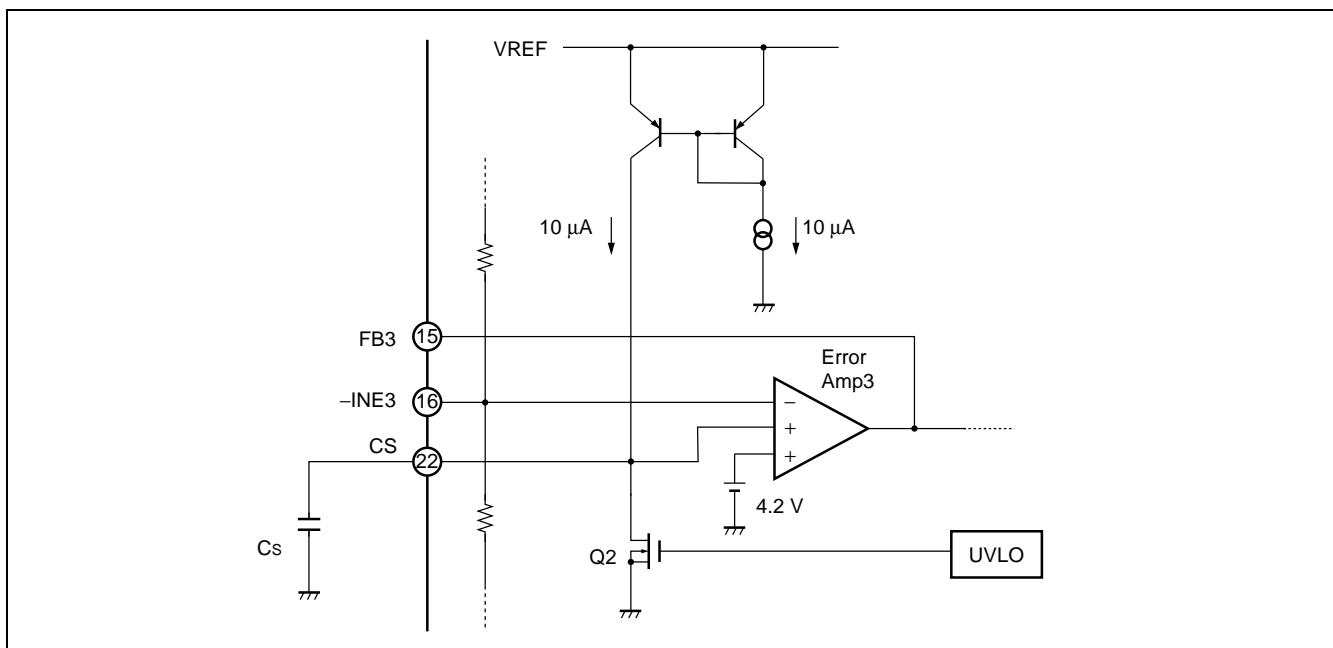 VREF
10 μA
10 μA
FB3
15
Error
Amp3
–INE3
16
−
CS
22
+
+
4.2 V
Cs
Q2
UVLO